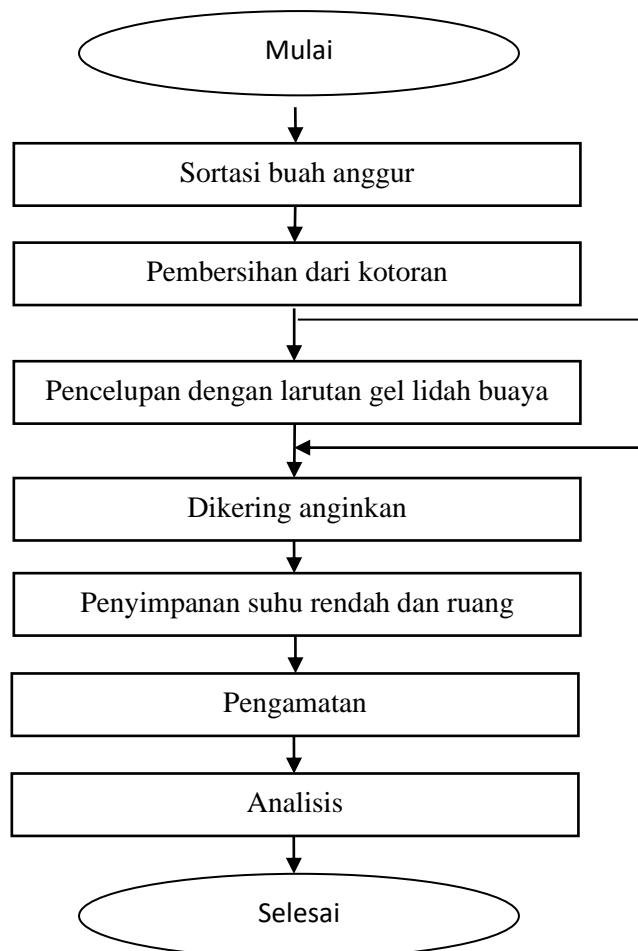 Mulai
Sortasi buah anggur
Pembersihan dari kotoran
Pencelupan dengan larutan gel lidah buaya
Dikering anginkan
Penyimpanan suhu rendah dan ruang
Pengamatan
Analisis
Selesai